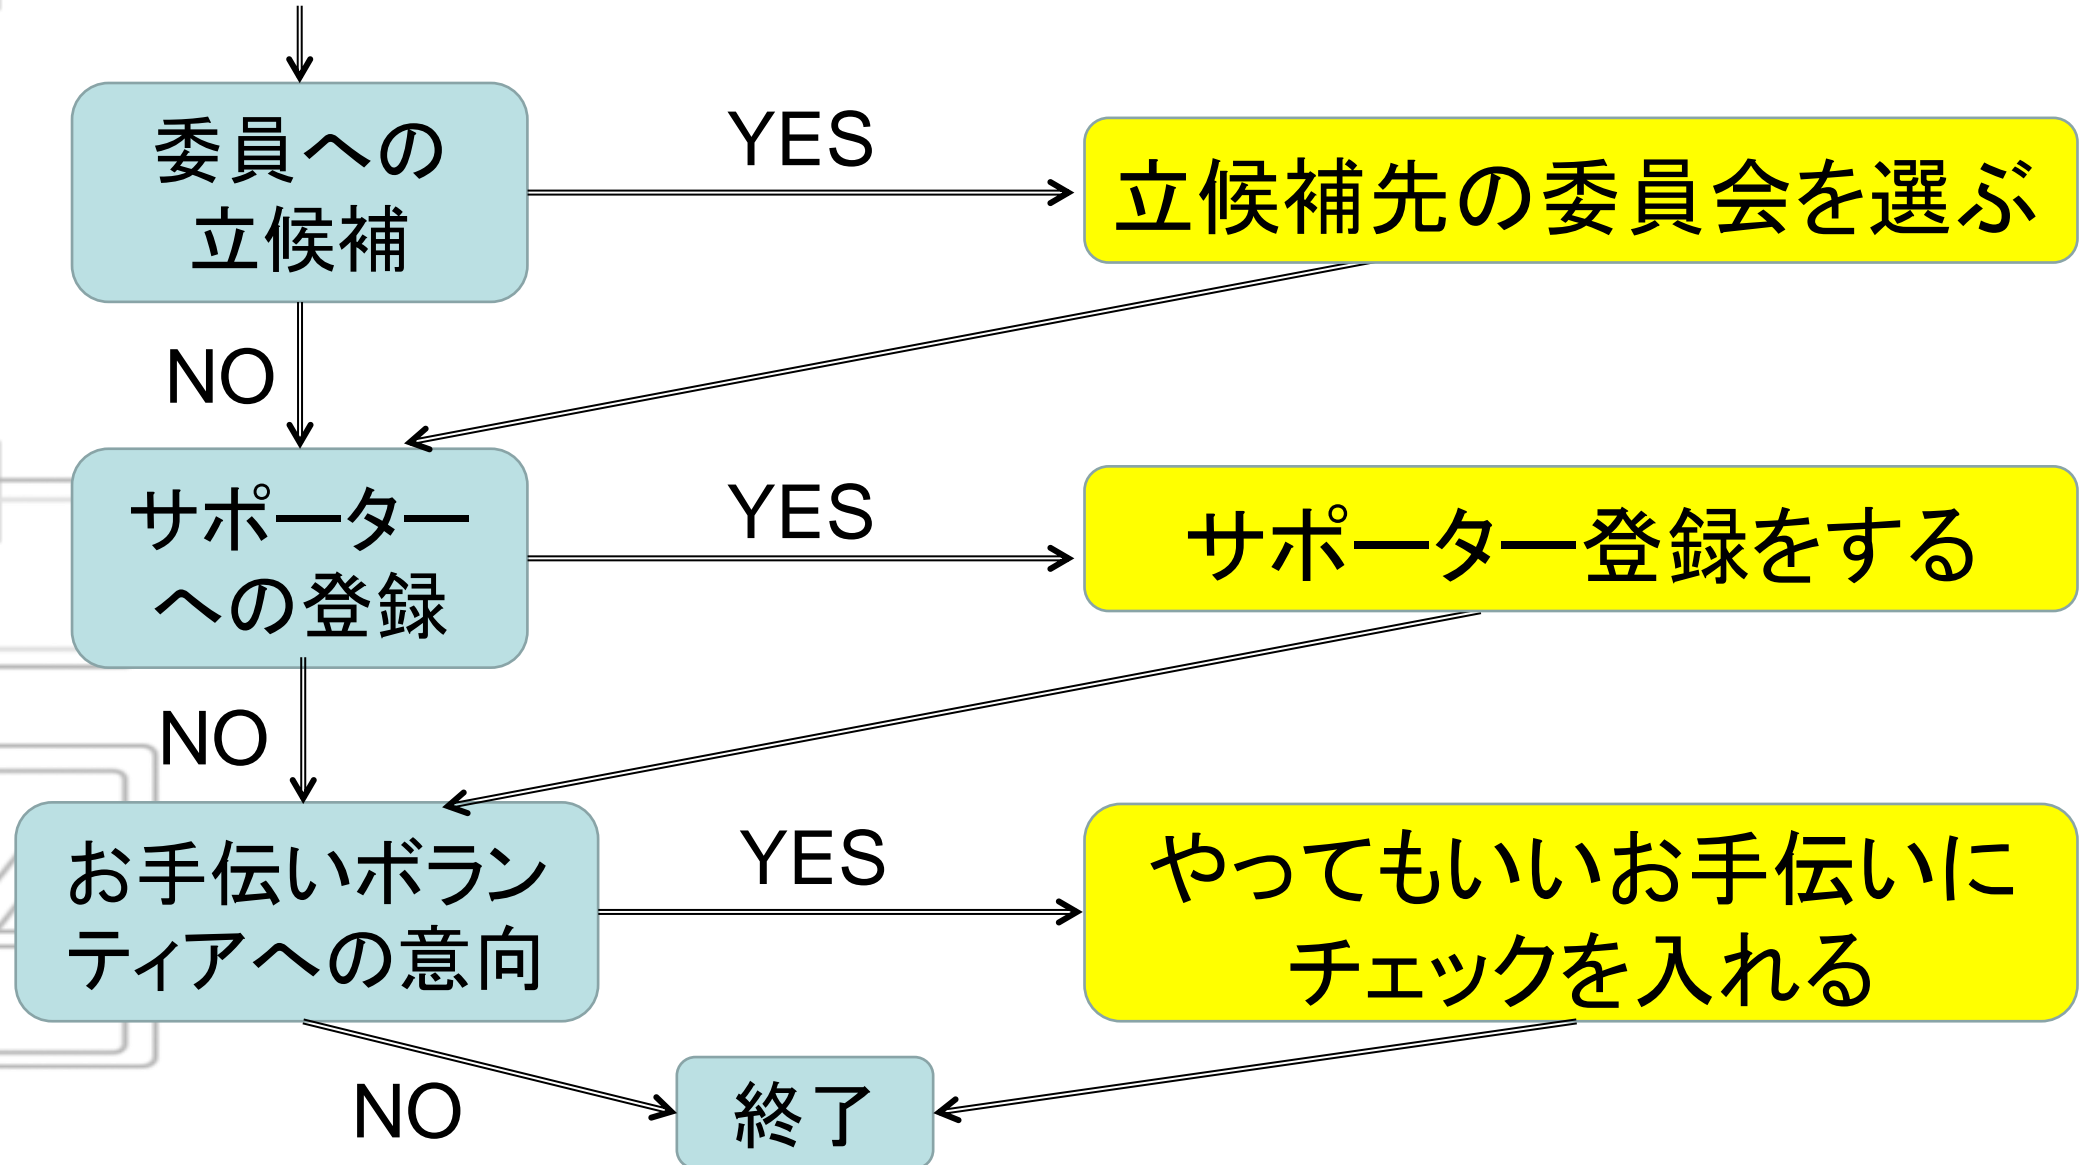 委員への
立候補
YES
立候補先の委員会を選ぶ
NO
サポーター
への登録
YES
サポーター登録をする
NO
お手伝いボラン
ティアへの意向
YES
やってもいいお手伝いに
チェックを入れる
NO
終了